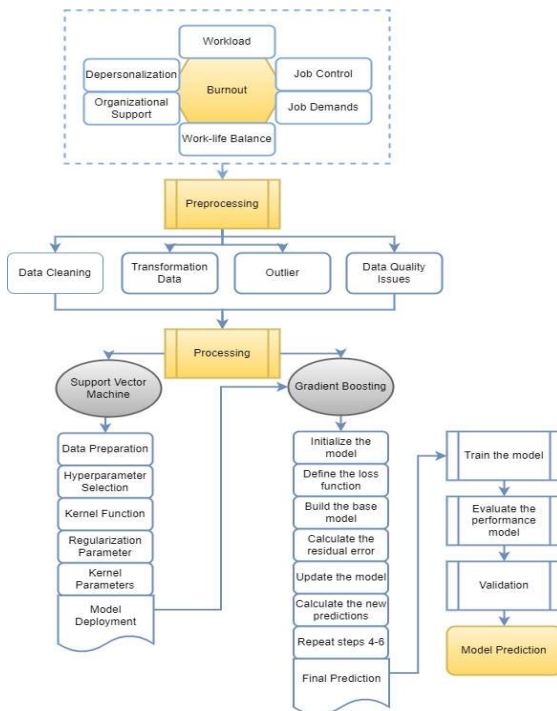 Workload
Depersonalization
Job Control
Burnout
Organizational
Support
Job Demands
Work-life Balance
Preprocessing
Data Cleaning
Transformation
Data
Outlier
Data Quality
Issues
Processing
Support Vector
Machine
Gradient Boosting
Data Preparation
Hyperparameter
Selection
Kernel Function
Regularization
Parameter
Kernel
Parameters
Model
Deployment
Initialize the
model
Define the loss
function
Build the base
model
Calculate the
residual error
Update the model
Calculate the new
predictions
Repeat steps 4-6
Final Prediction
Train the model
Evaluate the
performance
model
Validation
Model Prediction